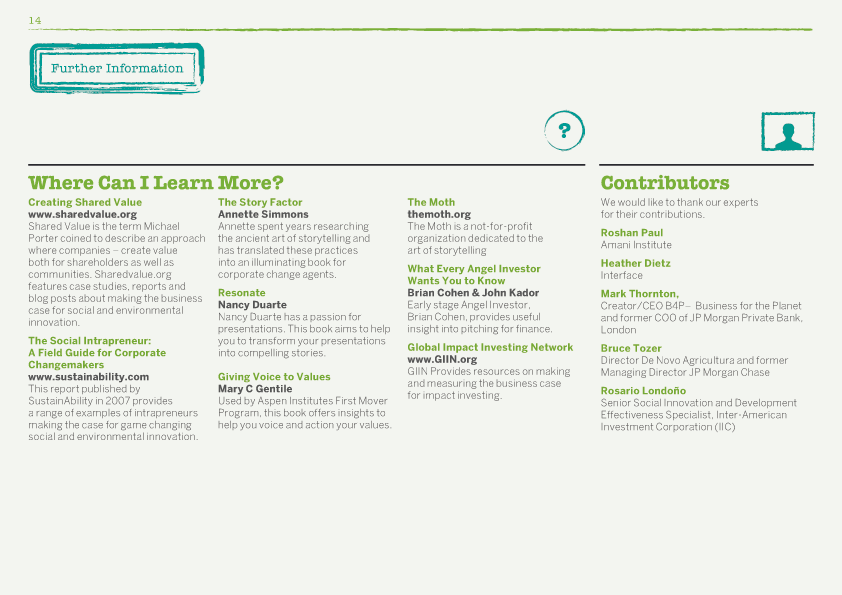 14
Further Information
?
Where Can I Learn More?
Creating Shared Value
www.sharedvalue.org
Shared Value is the term Michael
Porter coined to describe an approach
where companies – create value
both for shareholders as well as
communities. Sharedvalue.org
features case studies, reports and
blog posts about making the business
case for social and environmental
innovation.
The Social Intrapreneur:
A Field Guide for Corporate
Changemakers
www.sustainability.com
This report published by
SustainAbility in 2007 provides
a range of examples of intrapreneurs
making the case for game changing
social and environmental innovation.
The Story Factor
Annette Simmons
Annette spent years researching
the ancient art of storytelling and
has translated these practices
into an illuminating book for
corporate change agents.
Resonate
Nancy Duarte
Nancy Duarte has a passion for
presentations. This book aims to help
you to transform your presentations
into compelling stories.
Giving Voice to Values
Mary C Gentile
Used by Aspen Institutes First Mover
Program, this book offers insights to
help you voice and action your values.
The Moth
themoth.org
The Moth is a not-for-profit
organization dedicated to the
art of storytelling
What Every Angel Investor
Wants You to Know
Brian Cohen & John Kador
Early stage Angel Investor,
Brian Cohen, provides useful
insight into pitching for finance.
Global Impact Investing Network
www.GIIN.org
GIIN Provides resources on making
and measuring the business case
for impact investing.
Contributors
We would like to thank our experts
for their contributions.
Roshan Paul
Amani Institute
Heather Dietz
Interface
Mark Thornton,
Creator/CEO B4P– Business for the Planet
and former COO of JP Morgan Private Bank,
London
Bruce Tozer
Director De Novo Agricultura and former
Managing Director JP Morgan Chase
Rosario Londoño
Senior Social Innovation and Development
Effectiveness Specialist, Inter-American
Investment Corporation (IIC)